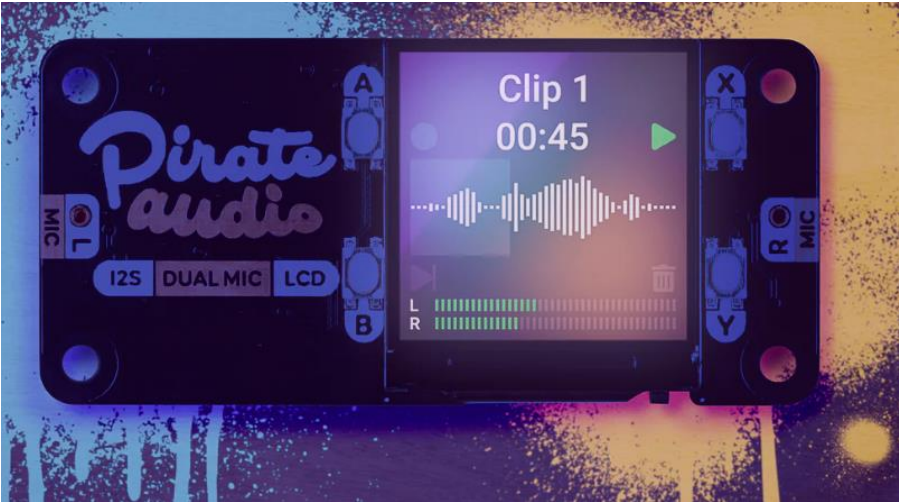 Pirate
audio
I2S DUAL MIC LCD
MIC L
A
B
Clip 1
00:45
L
R
X
Y
R MIC